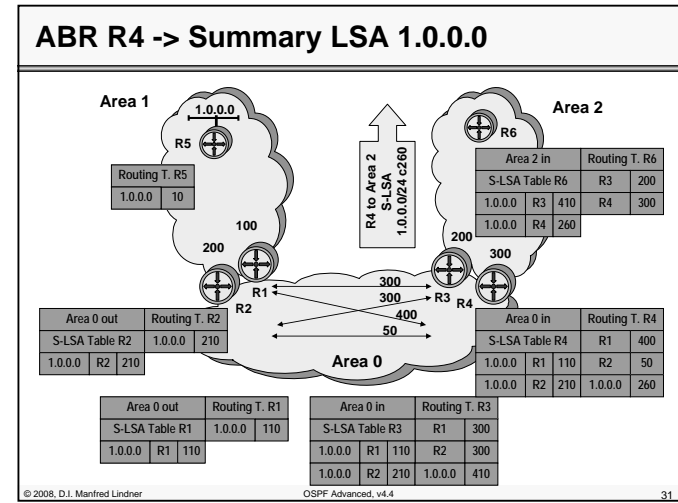 ABR R4 -> Summary LSA 1.0.0.0
Area 1
1.0.0.0
R5
Routing T. R5
1.0.0.0 10
100
200
R1
R2
R4 to Area 2
S-LSA
1.0.0.0/24 c260
Area 2
R6
Area 2 in Routing T. R6
S-LSA Table R6 R3 200
1.0.0.0 R3 410 R4 300
1.0.0.0 R4 260
200
300
R3
R4
300
300
400
50
Area 0
Area 0 out Routing T. R2
S-LSA Table R2 1.0.0.0 210
1.0.0.0 R2 210
Area 0 in Routing T. R4
S-LSA Table R4 R1 400
1.0.0.0 R1 110 R2 50
1.0.0.0 R2 210 1.0.0.0 260
Area 0 out Routing T. R1
S-LSA Table R1 1.0.0.0 110
1.0.0.0 R1 110
Area 0 in Routing T. R3
S-LSA Table R3 R1 300
1.0.0.0 R1 110 R2 300
1.0.0.0 R2 210 1.0.0.0 410
© 2008, D.I. Manfred Lindner
OSPF Advanced, v4.4
31